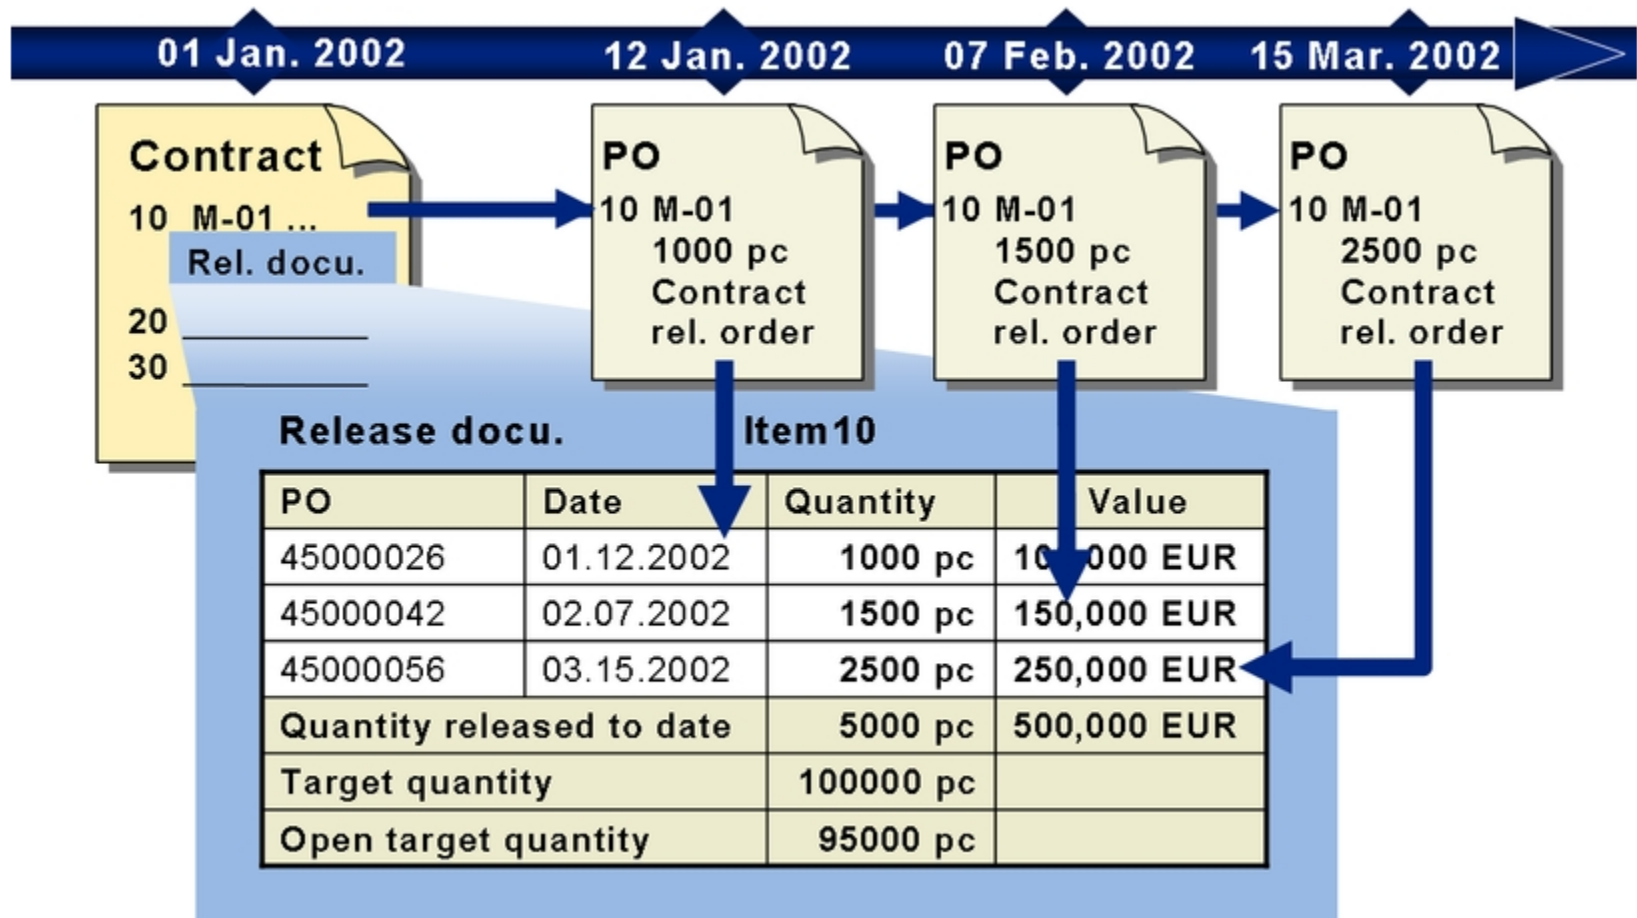 01 Jan. 2002 12 Jan. 2002 07 Feb. 2002 15 Mar. 2002
Contract
10 M-01 ...
Rel. docu.
20
30
PO
10 M-01
1000 pc
Contract
rel. order
PO
10 M-01
1500 pc
Contract
rel. order
PO
10 M-01
2500 pc
Contract
rel. order
Release docu. Item10
PO Date Quantity Value
45000026 01.12.2002 1000 pc EUR
45000042 02.07.2002 1500 pc 150,000 EUR
45000056 03.15.2002 2500 pc 250,000 EUR
Quantity released to date 5000 pc 500,000 EUR
Target quantity 100000 pc
Open target quantity 95000 pc